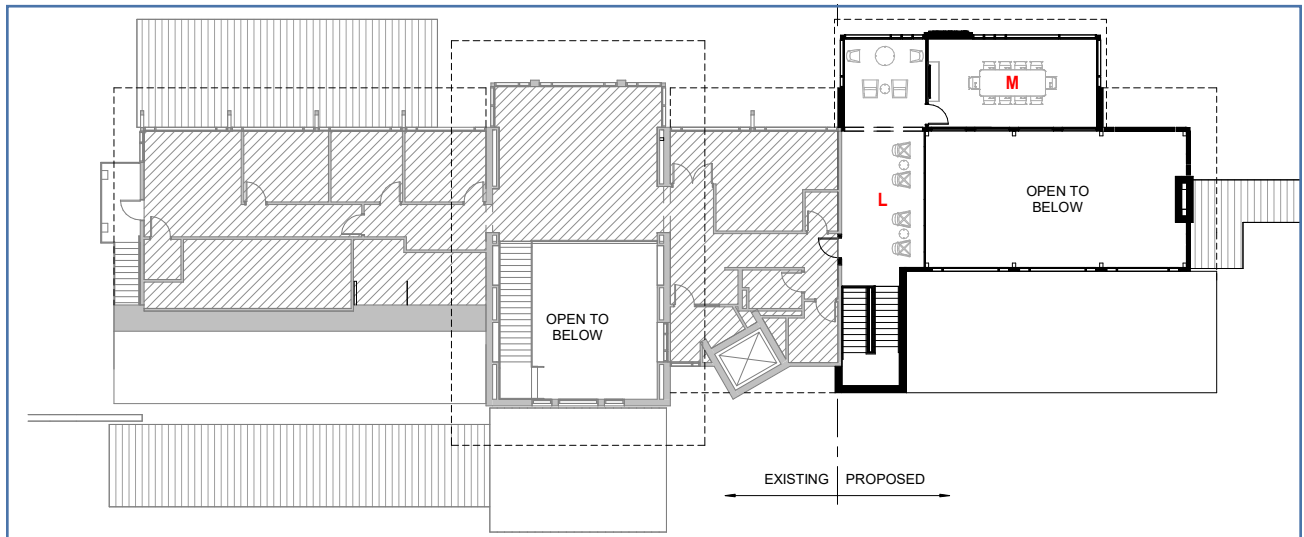 M
L
OPEN TO
BELOW
OPEN TO
BELOW
EXISTING
PROPOSED